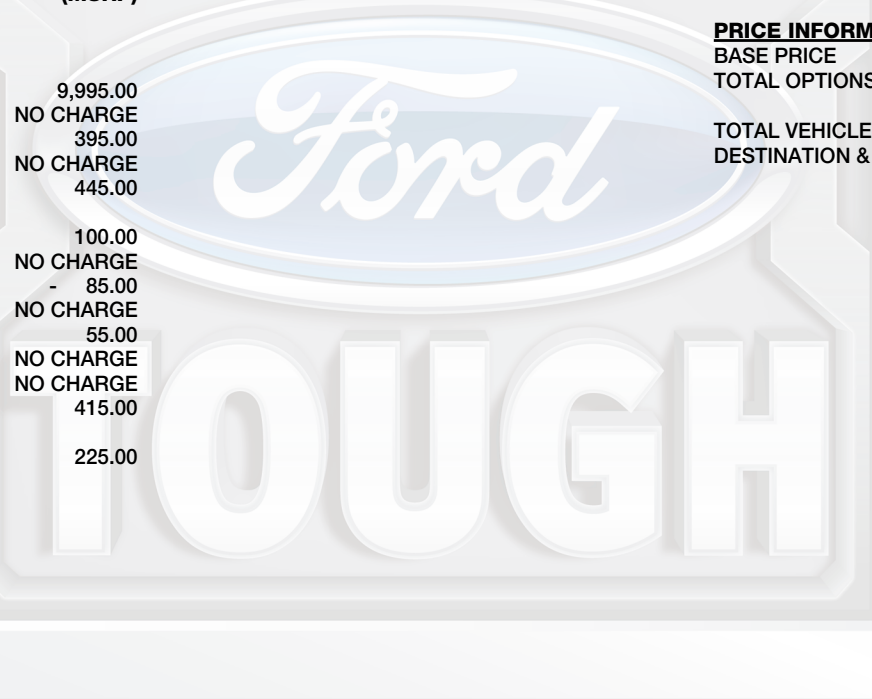 (MSRP)
9,995.00
NO CHARGE
395.00
NO CHARGE
445.00
100.00
NO CHARGE
- 85.00
NO CHARGE
55.00
NO CHARGE
NO CHARGE
415.00
225.00
PRICE INFORM
BASE PRICE
TOTAL OPTIONS
TOTAL VEHICLE
DESTINATION &
Ford
TOUGH